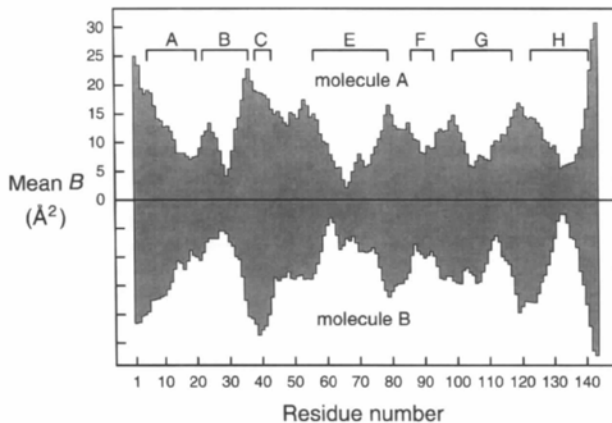 30
25
20
15
10
5
0
Mean B
(Å²)
A B C E F G H
molecule A
molecule B
1 10 20 30 40 50 60 70 80 90 100 110 120 130 140
Residue number